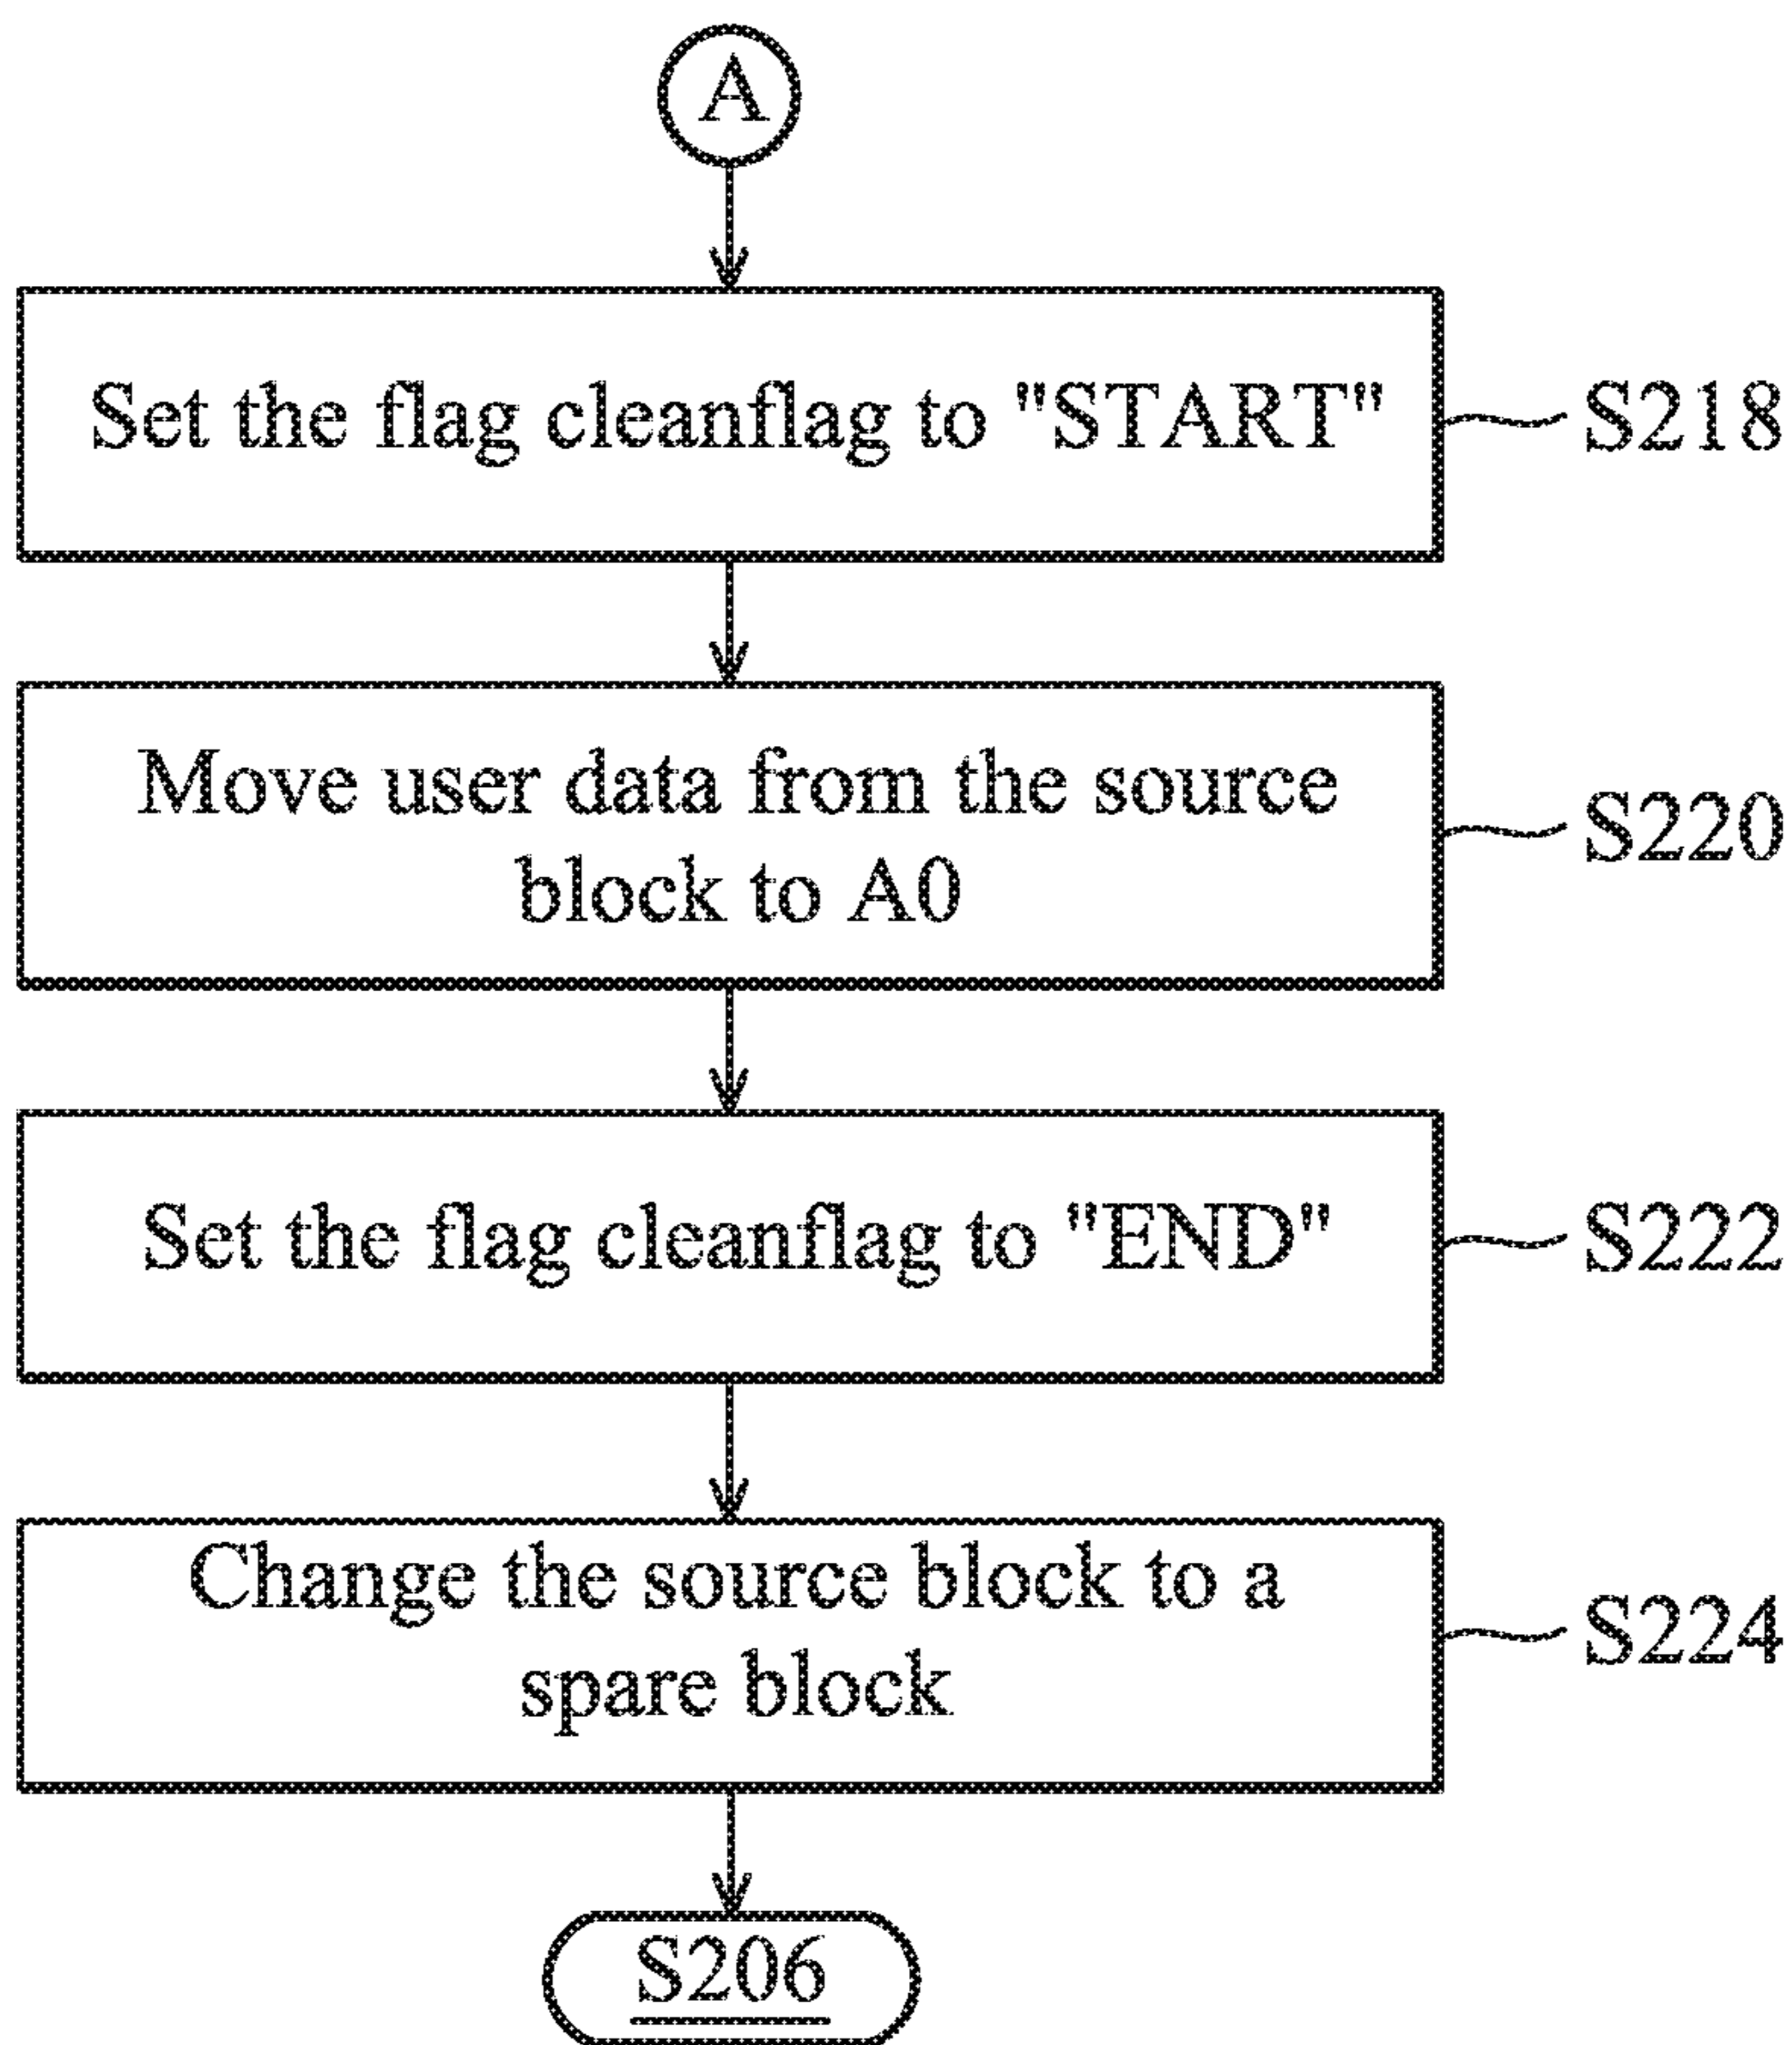 A
Set the flag cleanflag to "START"
S218
Move user data from the source
block to A0
S220
Set the flag cleanflag to "END"
S222
Change the source block to a
spare block
S224
S206